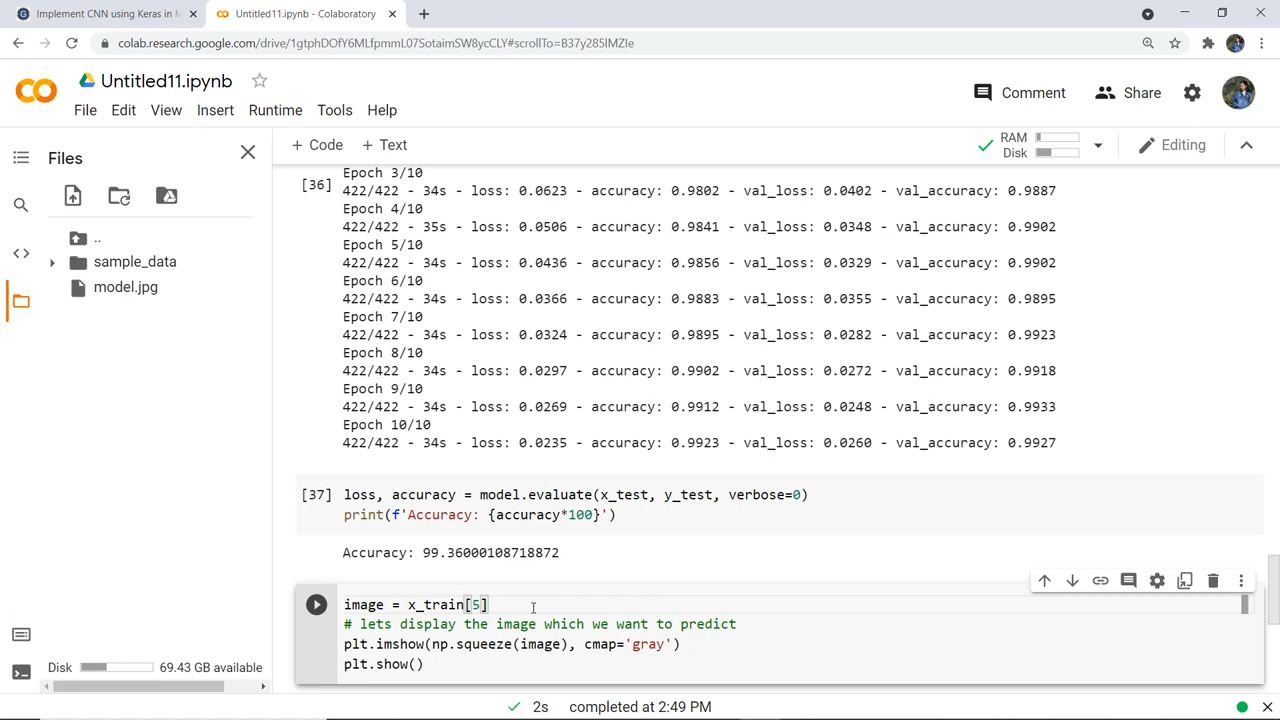 Implement CNN using Keras in M
Untitled11.ipynb - Colaboratory
colab.research.google.com/drive/1gtphDOfY6MLfpmmL07SotaimSW8ycCLY#scrollTo=B37y285lMZIe
Untitled11.ipynb
Comment
Share
File Edit View Insert Runtime Tools Help
Files
+ Code + Text
RAM
Disk
Editing
..
sample_data
model.jpg
Epoch 3/10
[36]
422/422 - 34s - loss: 0.0623 - accuracy: 0.9802 - val_loss: 0.0402 - val_accuracy: 0.9887
Epoch 4/10
422/422 - 35s - loss: 0.0506 - accuracy: 0.9841 - val_loss: 0.0348 - val_accuracy: 0.9902
Epoch 5/10
422/422 - 34s - loss: 0.0436 - accuracy: 0.9856 - val_loss: 0.0329 - val_accuracy: 0.9902
Epoch 6/10
422/422 - 34s - loss: 0.0366 - accuracy: 0.9883 - val_loss: 0.0355 - val_accuracy: 0.9895
Epoch 7/10
422/422 - 34s - loss: 0.0324 - accuracy: 0.9895 - val_loss: 0.0282 - val_accuracy: 0.9923
Epoch 8/10
422/422 - 34s - loss: 0.0297 - accuracy: 0.9902 - val_loss: 0.0272 - val_accuracy: 0.9918
Epoch 9/10
422/422 - 34s - loss: 0.0269 - accuracy: 0.9912 - val_loss: 0.0248 - val_accuracy: 0.9933
Epoch 10/10
422/422 - 34s - loss: 0.0235 - accuracy: 0.9923 - val_loss: 0.0260 - val_accuracy: 0.9927
[37] loss, accuracy = model.evaluate(x_test, y_test, verbose=0)
print(f'Accuracy: {accuracy*100}')
Accuracy: 99.36000108718872
image = x_train[5]
# lets display the image which we want to predict
plt.imshow(np.squeeze(image), cmap='gray')
plt.show()
Disk 69.43 GB available
2s completed at 2:49 PM